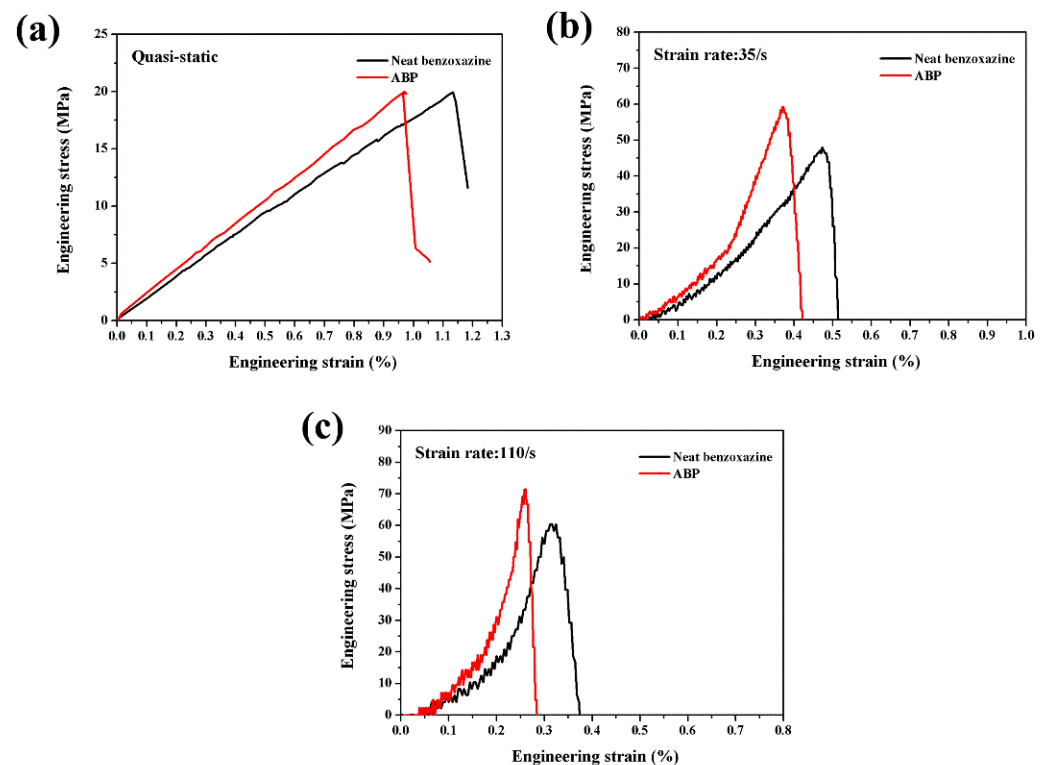 (a)
25
20
15
10
5
0
Engineering stress (MPa)
Quasi-static
Neat benzoxazine
ABP
0.0 0.1 0.2 0.3 0.4 0.5 0.6 0.7 0.8 0.9 1.0 1.1 1.2 1.3
Engineering strain (%)
(b)
80
70
60
50
40
30
20
10
0
Engineering stress (MPa)
Strain rate:35/s
Neat benzoxazine
ABP
0.0 0.1 0.2 0.3 0.4 0.5 0.6 0.7 0.8 0.9 1.0
Engineering strain (%)
(c)
90
80
70
60
50
40
30
20
10
0
Engineering stress (MPa)
Strain rate:110/s
Neat benzoxazine
ABP
0.0 0.1 0.2 0.3 0.4 0.5 0.6 0.7 0.8
Engineering strain (%)